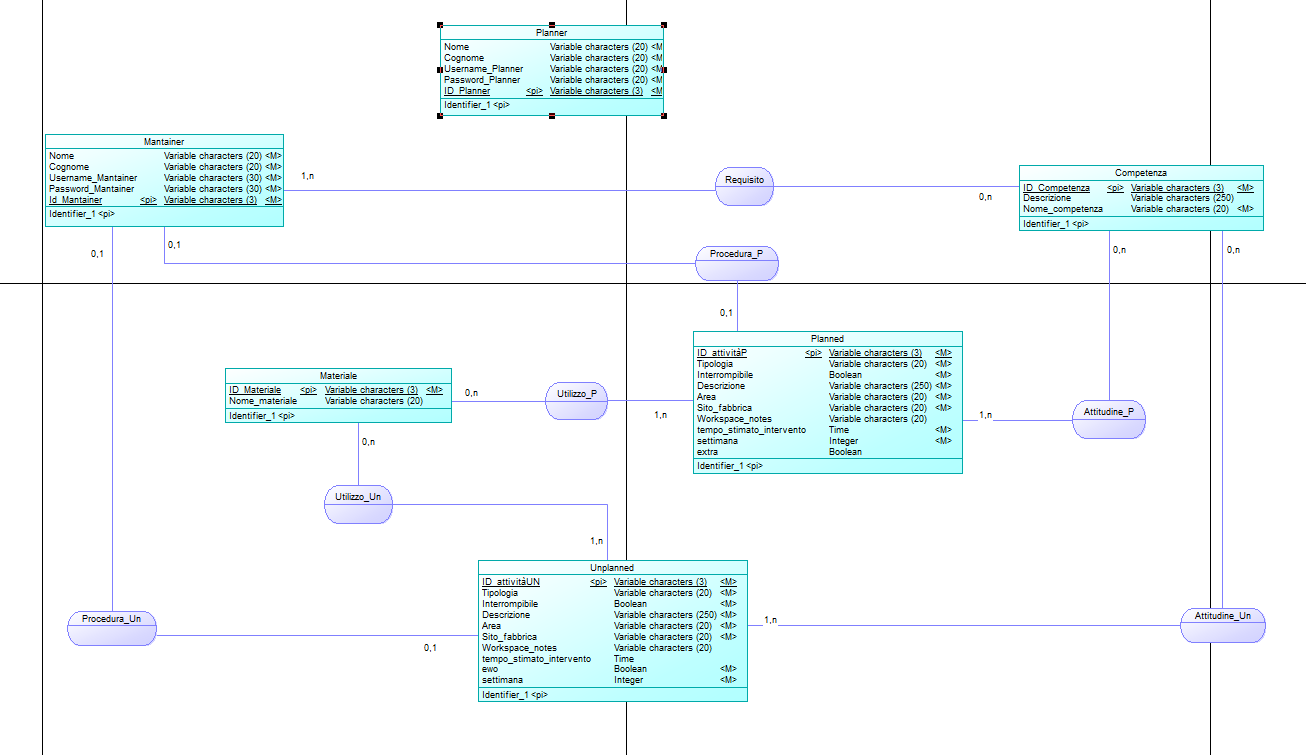 Planner
Nome Variable characters (20) <M
Cognome Variable characters (20) <M
Username_Planner Variable characters (20) <M
Password_Planner Variable characters (20) <M
ID_Planner <pi> Variable characters (3) <M
Identifier_1 <pi>
Mantainer
Nome Variable characters (20) <M>
Cognome Variable characters (20) <M>
Username_Mantainer Variable characters (30) <M>
Password_Mantainer Variable characters (30) <M>
Id_Mantainer <pi> Variable characters (3) <M>
Identifier_1 <pi>
1,n
Requisito
0,n
Competenza
ID_Competenza <pi> Variable characters (3) <M>
Descrizione Variable characters (250)
Nome_competenza Variable characters (20) <M>
Identifier_1 <pi>
0,1
0,1
Procedura_P
0,n
0,n
0,1
Planned
ID_attivitàP <pi> Variable characters (3) <M>
Tipologia Variable characters (20) <M>
Interrompibile Boolean <M>
Descrizione Variable characters (250) <M>
Area Variable characters (20) <M>
Sito_fabbrica Variable characters (20) <M>
Workspace_notes Variable characters (20)
tempo_stimato_intervento Time <M>
settimana Integer <M>
extra Boolean
Identifier_1 <pi>
Materiale
ID_Materiale <pi> Variable characters (3) <M>
Nome_materiale Variable characters (20)
Identifier_1 <pi>
0,n
Utilizzo_P
1,n
1,n
Attitudine_P
0,n
Utilizzo_Un
1,n
Unplanned
ID_attivitàUN <pi> Variable characters (3) <M>
Tipologia Variable characters (20) <M>
Interrompibile Boolean <M>
Descrizione Variable characters (250) <M>
Area Variable characters (20) <M>
Sito_fabbrica Variable characters (20) <M>
Workspace_notes Variable characters (20)
tempo_stimato_intervento Time
ewo Boolean <M>
settimana Integer <M>
Identifier_1 <pi>
Procedura_Un
0,1
1,n
Attitudine_Un